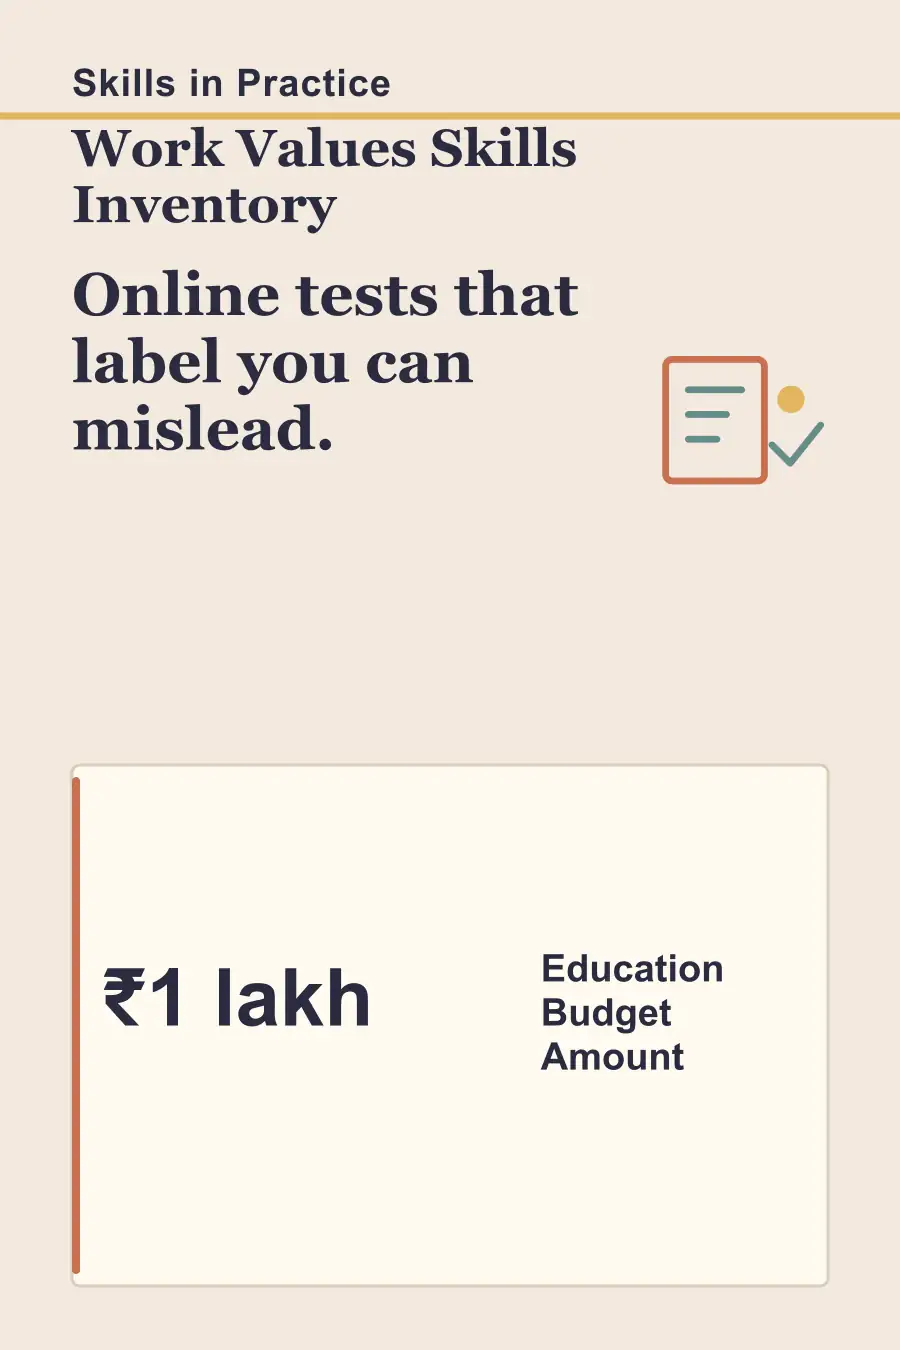 Skills in Practice
Work Values Skills
Inventory
Online tests that
label you can
mislead.
₹1 lakh
Education
Budget
Amount